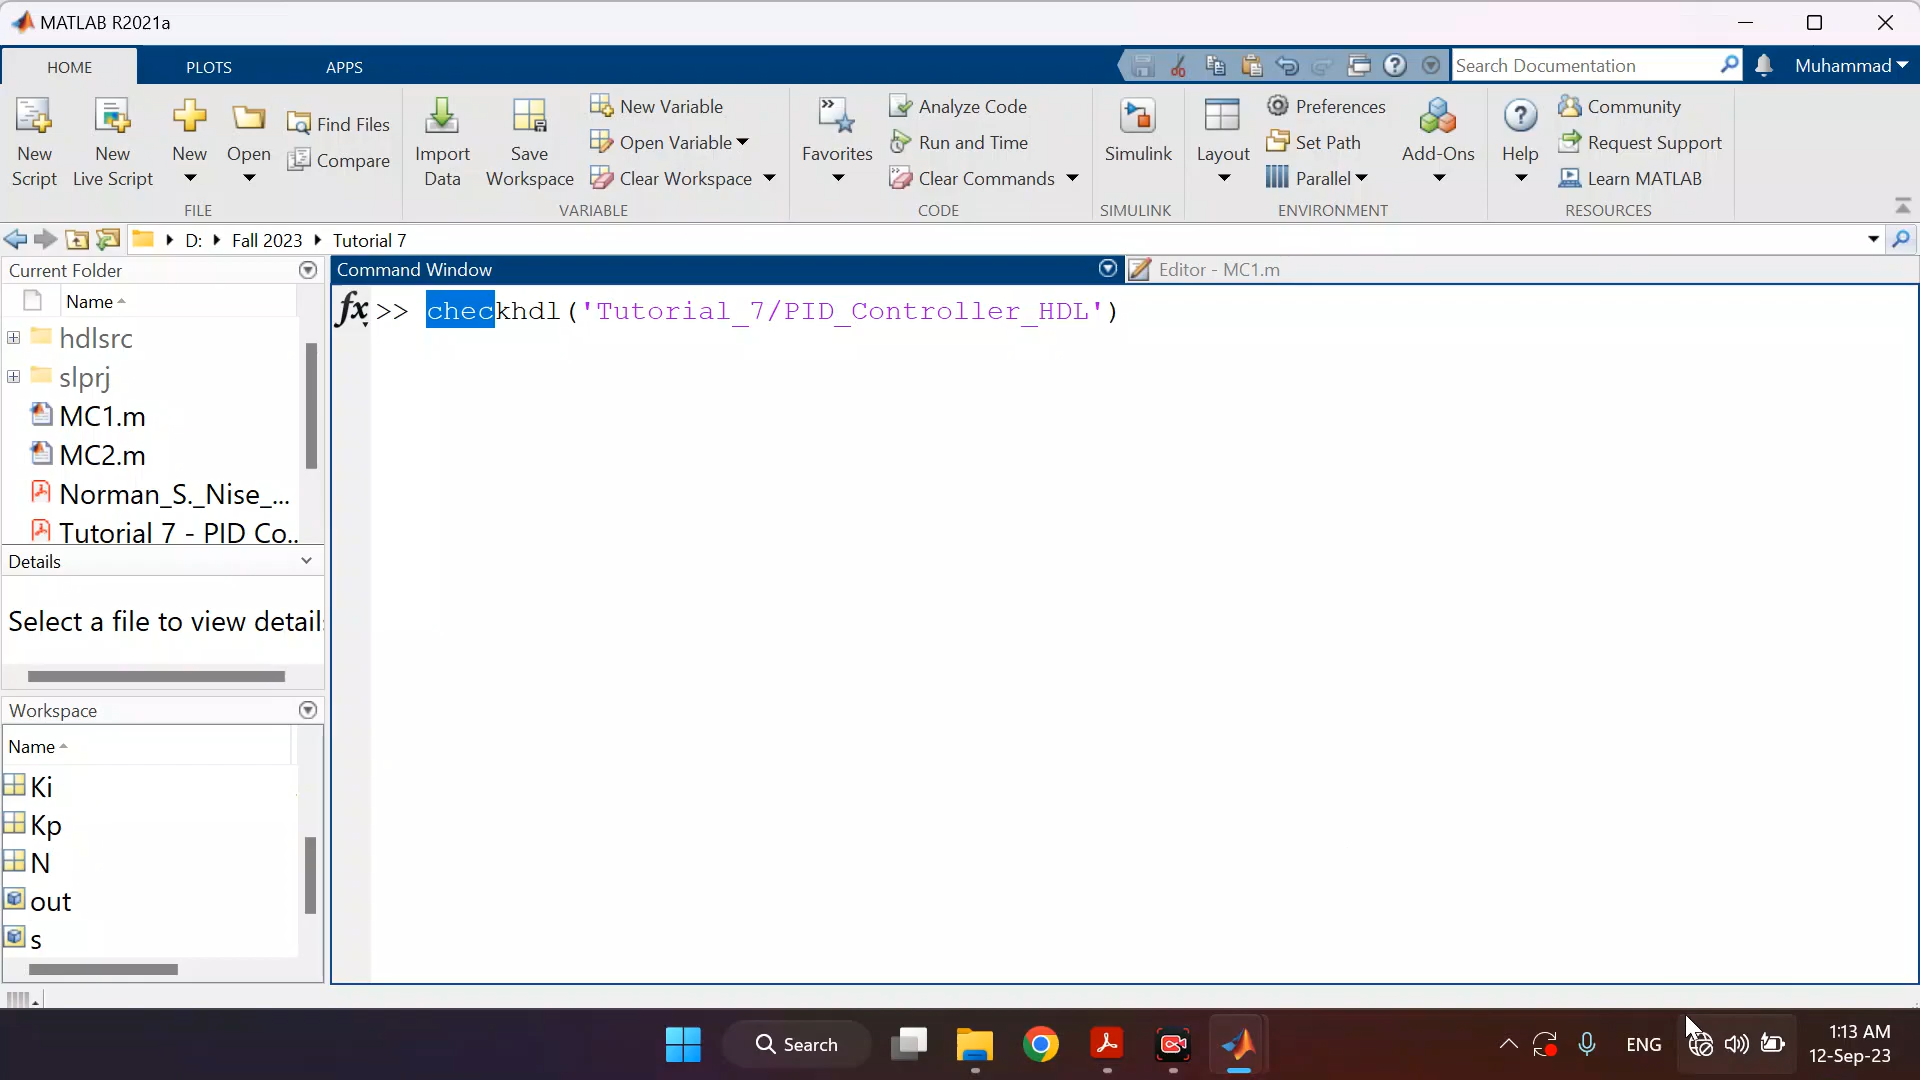 MATLAB R2021a
HOME PLOTS APPS Search Documentation Muhammad
New Script New Live Script New Open Find Files Compare Import Data Save Workspace New Variable Open Variable Clear Workspace Favorites Analyze Code Run and Time Clear Commands Simulink Layout Preferences Set Path Parallel Add-Ons Help Community Request Support Learn MATLAB
FILE VARIABLE CODE SIMULINK ENVIRONMENT RESOURCES
D: Fall 2023 Tutorial 7
Current Folder
Name
hdlsrc
slprj
MC1.m
MC2.m
Norman_S._Nise_...
Tutorial 7 - PID Co..
Details
Select a file to view detail
Workspace
Name
Ki
Kp
N
out
s
Command Window Editor - MC1.m
fx >> checkhdl('Tutorial_7/PID_Controller_HDL')
Search ENG 1:13 AM
12-Sep-23